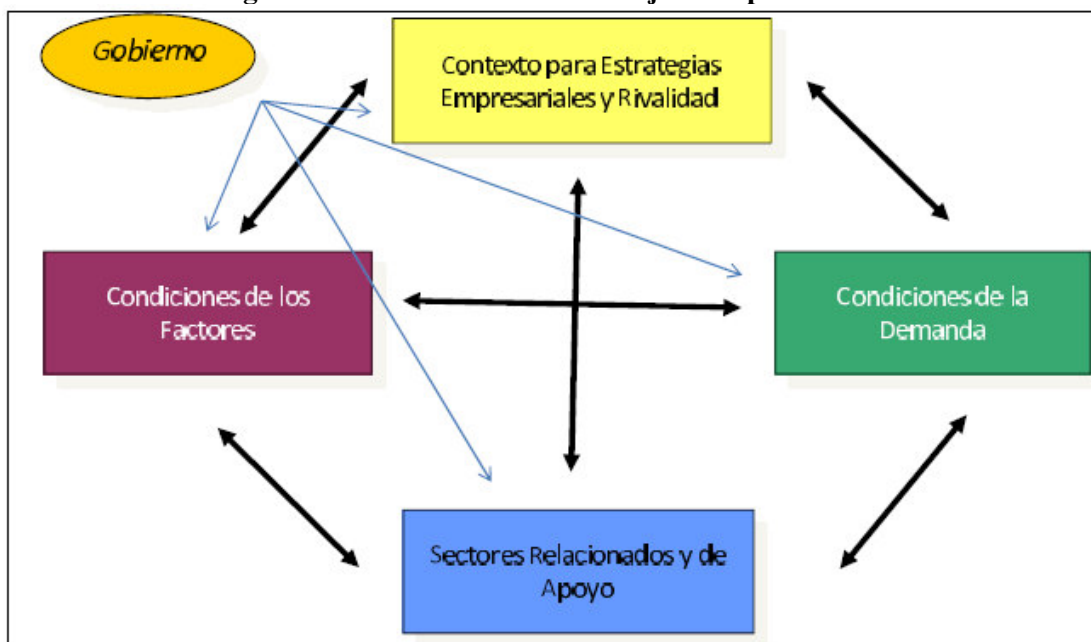 Gobierno
Contexto para Estrategias
Empresariales y Rivalidad
Condiciones de los
Factores
Condiciones de la
Demanda
Sectores Relacionados y de
Apoyo